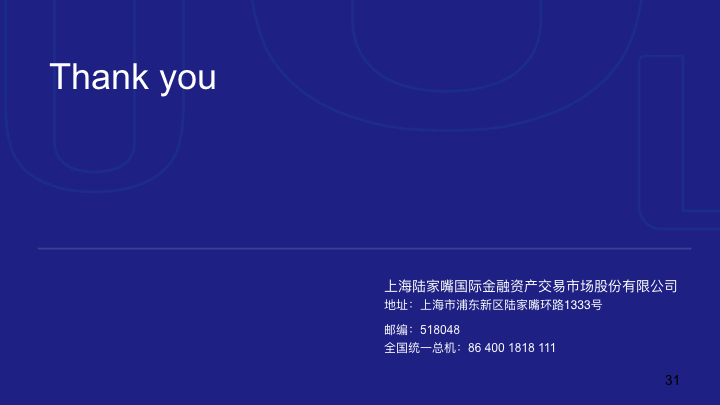 Thank you
上海陆家嘴国际金融资产交易市场股份有限公司
地址：上海市浦东新区陆家嘴环路1333号
邮编：518048
全国统一总机：86 400 1818 111
31